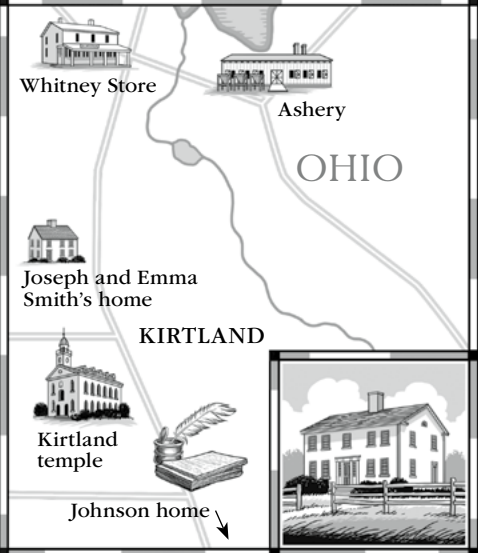 Whitney Store
Ashery
OHIO
Joseph and Emma
Smith's home
KIRTLAND
Kirtland
temple
Johnson home